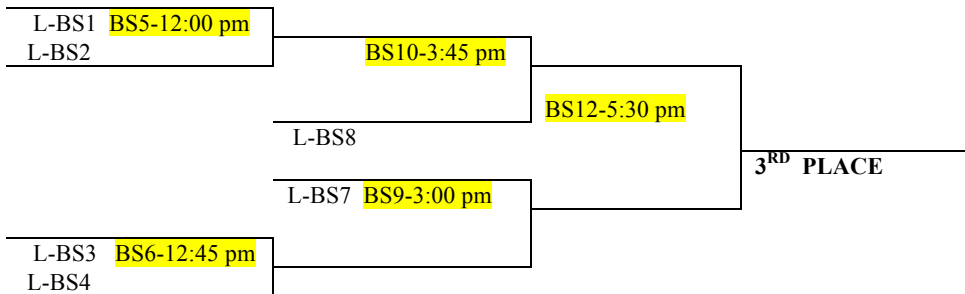 L-BS1 BS5-12:00 pm
L-BS2
BS10-3:45 pm
BS12-5:30 pm
L-BS8
3RD PLACE
L-BS7 BS9-3:00 pm
L-BS3 BS6-12:45 pm
L-BS4